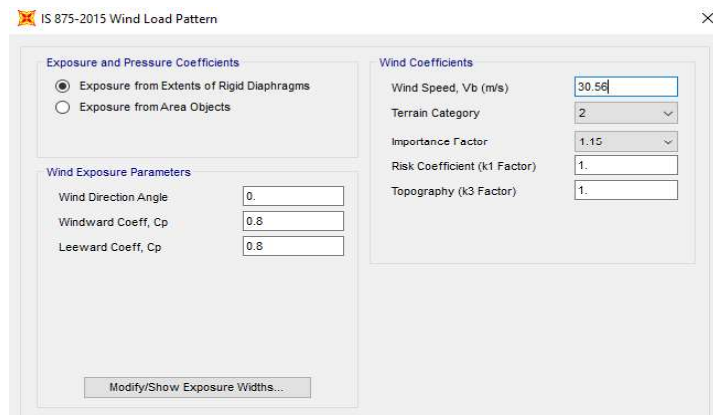 IS 875-2015 Wind Load Pattern
Exposure and Pressure Coefficients
Exposure from Extents of Rigid Diaphragms
Exposure from Area Objects
Wind Exposure Parameters
Wind Direction Angle 0.
Windward Coeff, Cp 0.8
Leeward Coeff, Cp 0.8
Modify/Show Exposure Widths...
Wind Coefficients
Wind Speed, Vb (m/s) 30.56
Terrain Category 2
Importance Factor 1.15
Risk Coefficient (k1 Factor) 1.
Topography (k3 Factor) 1.